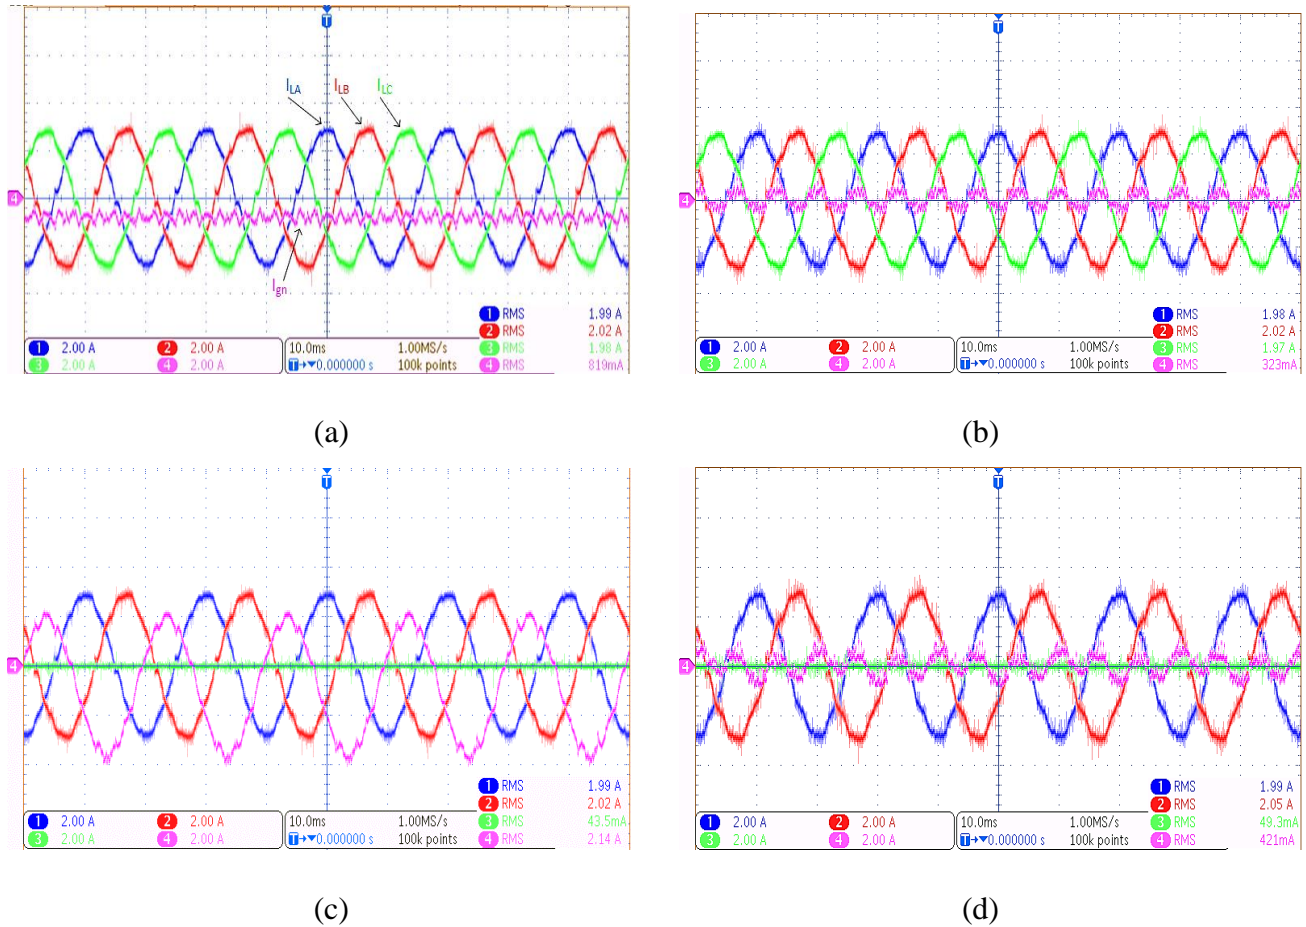 T
I_LA I_LB I_LC
4
I_gn
1 RMS 1.99 A
2 RMS 2.02 A
1 2.00 A 2 2.00 A 10.0ms 1.00MS/s 3 RMS 1.98 A
3 2.00 A 4 2.00 A T→▼0.000000 s 100k points 4 RMS 819mA
(a)
T
4
1 RMS 1.98 A
2 RMS 2.02 A
1 2.00 A 2 2.00 A 10.0ms 1.00MS/s 3 RMS 1.97 A
3 2.00 A 4 2.00 A T→▼0.000000 s 100k points 4 RMS 323mA
(b)
T
4
1 RMS 1.99 A
2 RMS 2.02 A
1 2.00 A 2 2.00 A 10.0ms 1.00MS/s 3 RMS 43.5mA
3 2.00 A 4 2.00 A T→▼0.000000 s 100k points 4 RMS 2.14 A
(c)
T
4
1 RMS 1.99 A
2 RMS 2.05 A
1 2.00 A 2 2.00 A 10.0ms 1.00MS/s 3 RMS 49.3mA
3 2.00 A 4 2.00 A T→▼0.000000 s 100k points 4 RMS 421mA
(d)